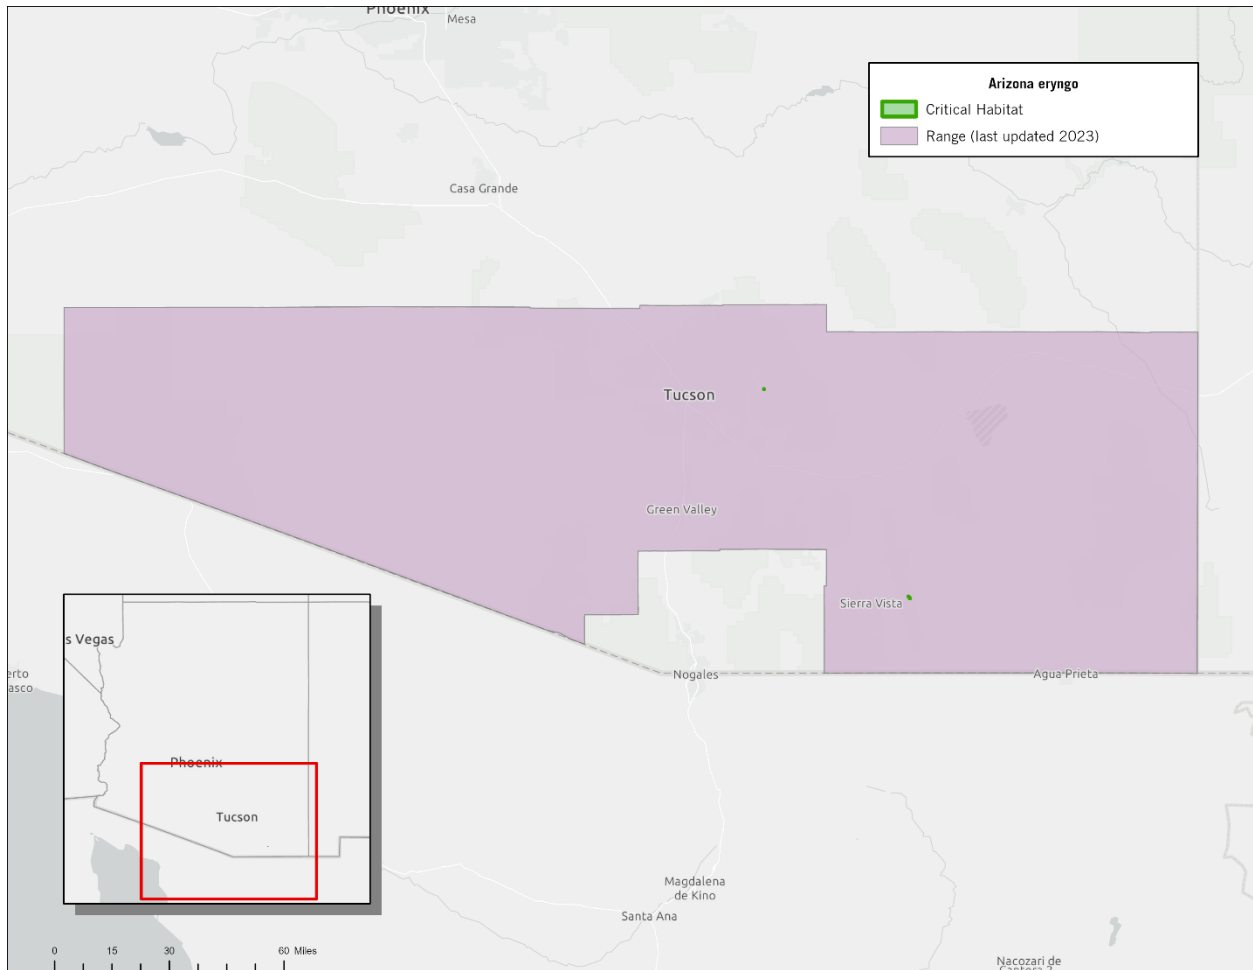 Phoenix
Mesa
Arizona eryngo
Critical Habitat
Range (last updated 2023)
Casa Grande
Tucson
Green Valley
Sierra Vista
Nogales
Agua Prieta
s Vegas
erto
asco
Phoenix
Tucson
Magdalena
de Kino
Santa Ana
0 15 30 60 Miles
Nacozari de